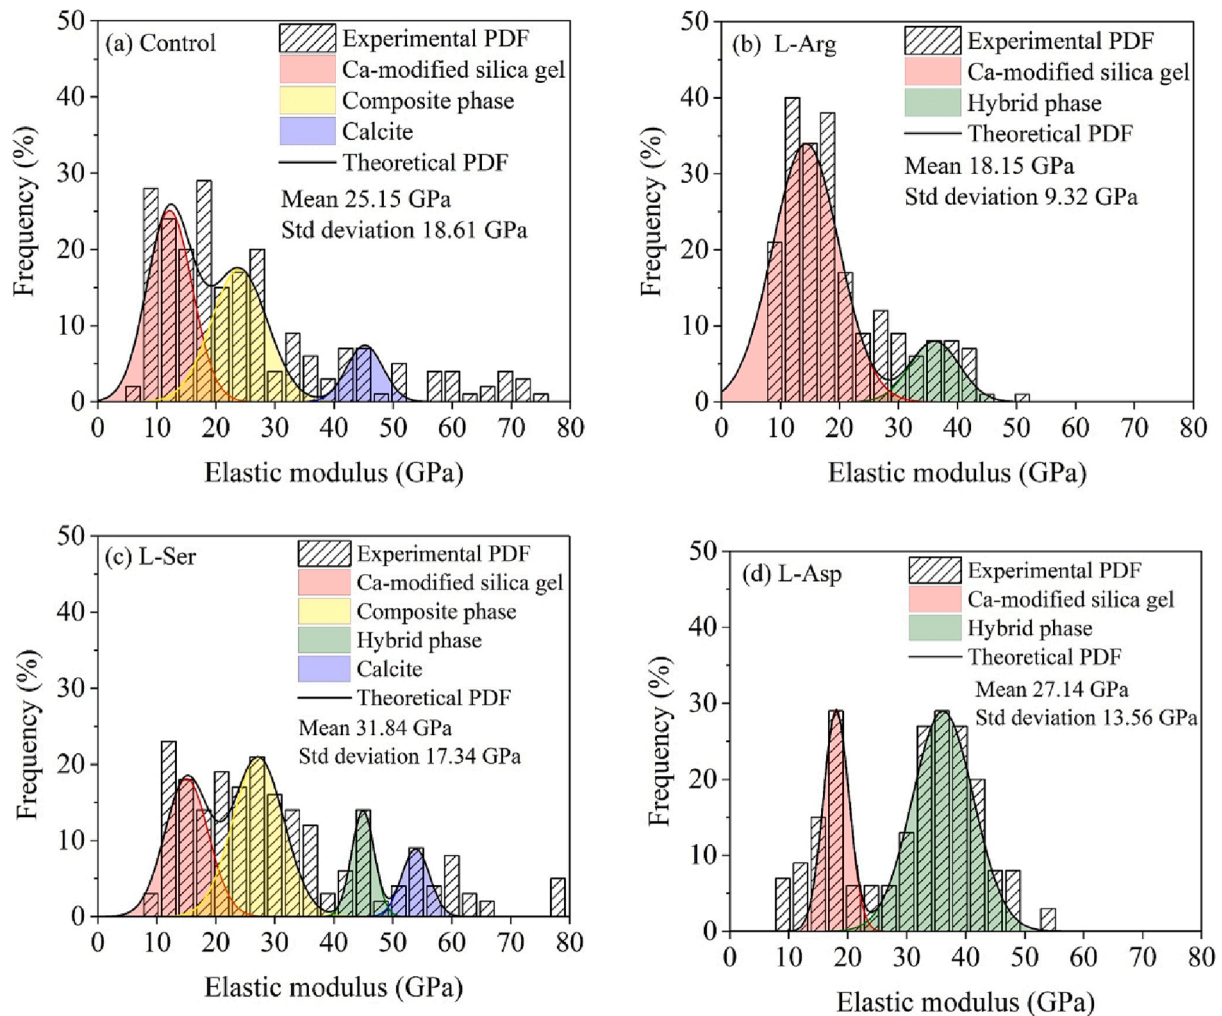 (a) Control
Experimental PDF
Ca-modified silica gel
Composite phase
Calcite
Theoretical PDF
Mean 25.15 GPa
Std deviation 18.61 GPa
50
40
30
20
10
0
Frequency (%)
0 10 20 30 40 50 60 70 80
Elastic modulus (GPa)
(b) L-Arg
Experimental PDF
Ca-modified silica gel
Hybrid phase
Theoretical PDF
Mean 18.15 GPa
Std deviation 9.32 GPa
50
40
30
20
10
0
Frequency (%)
0 10 20 30 40 50 60 70 80
Elastic modulus (GPa)
(c) L-Ser
Experimental PDF
Ca-modified silica gel
Composite phase
Hybrid phase
Calcite
Theoretical PDF
Mean 31.84 GPa
Std deviation 17.34 GPa
50
40
30
20
10
0
Frequency (%)
0 10 20 30 40 50 60 70 80
Elastic modulus (GPa)
(d) L-Asp
Experimental PDF
Ca-modified silica gel
Hybrid phase
Theoretical PDF
Mean 27.14 GPa
Std deviation 13.56 GPa
50
40
30
20
10
0
Frequency (%)
0 10 20 30 40 50 60 70 80
Elastic modulus (GPa)